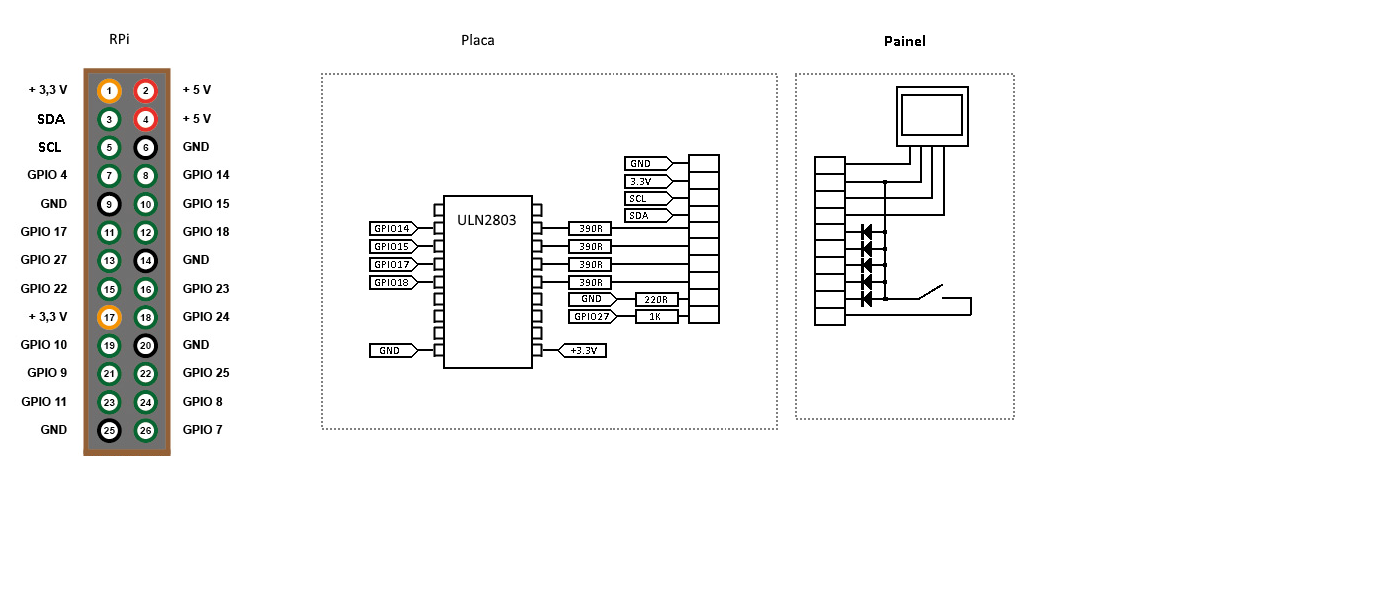 RPi
+ 3,3 V 1 2 + 5 V
SDA 3 4 + 5 V
SCL 5 6 GND
GPIO 4 7 8 GPIO 14
GND 9 10 GPIO 15
GPIO 17 11 12 GPIO 18
GPIO 27 13 14 GND
GPIO 22 15 16 GPIO 23
+ 3,3 V 17 18 GPIO 24
GPIO 10 19 20 GND
GPIO 9 21 22 GPIO 25
GPIO 11 23 24 GPIO 8
GND 25 26 GPIO 7
Placa
GND
3.3V
SCL
SDA
ULN2803
GPIO14 390R
GPIO15 390R
GPIO17 390R
GPIO18 390R
GND 220R
GPIO27 1K
GND +3.3V
Painel